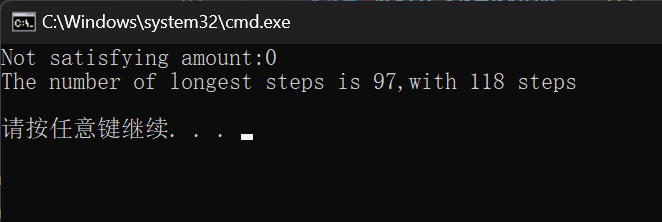 C:\Windows\system32\cmd.exe
Not satisfying amount:0
The number of longest steps is 97,with 118 steps
请按任意键继续. . .